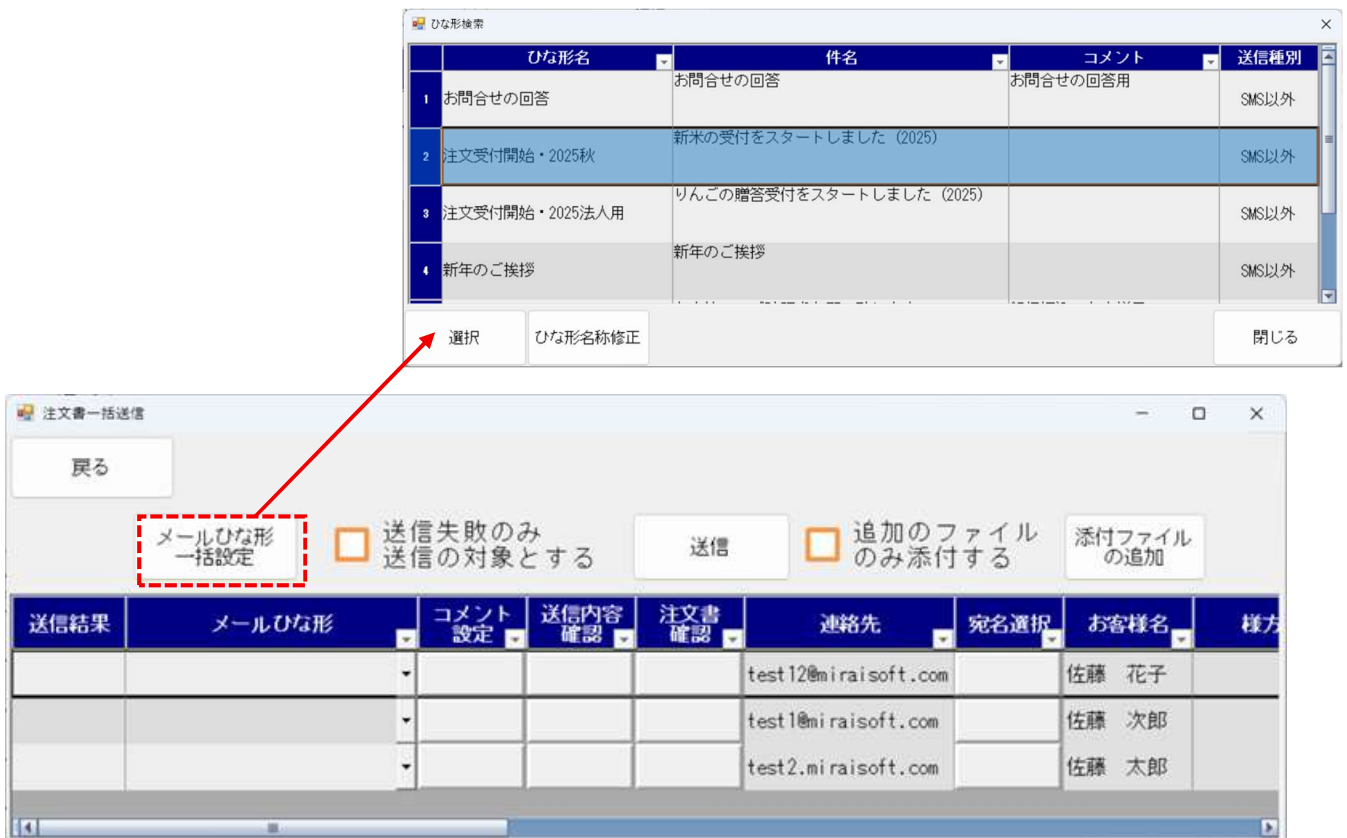 ひな形検索
ひな形名 件名 コメント 送信種別
1 お問合せの回答 お問合せの回答 お問合せの回答用 SMS以外
2 注文受付開始・2025秋 新米の受付をスタートしました（2025） SMS以外
3 注文受付開始・2025法人用 りんごの贈答受付をスタートしました（2025） SMS以外
4 新年のご挨拶 新年のご挨拶 SMS以外
選択 ひな形名称修正 閉じる
注文書一括送信
戻る
メールひな形
一括設定
送信失敗のみ
送信の対象とする
送信
追加のファイル
のみ添付する
添付ファイル
の追加
送信結果 メールひな形 コメント設定 送信内容確認 注文書確認 連絡先 宛名選択 お客様名 様方
test12@miraisoft.com 佐藤 花子
test1@miraisoft.com 佐藤 次郎
test2.miraisoft.com 佐藤 太郎